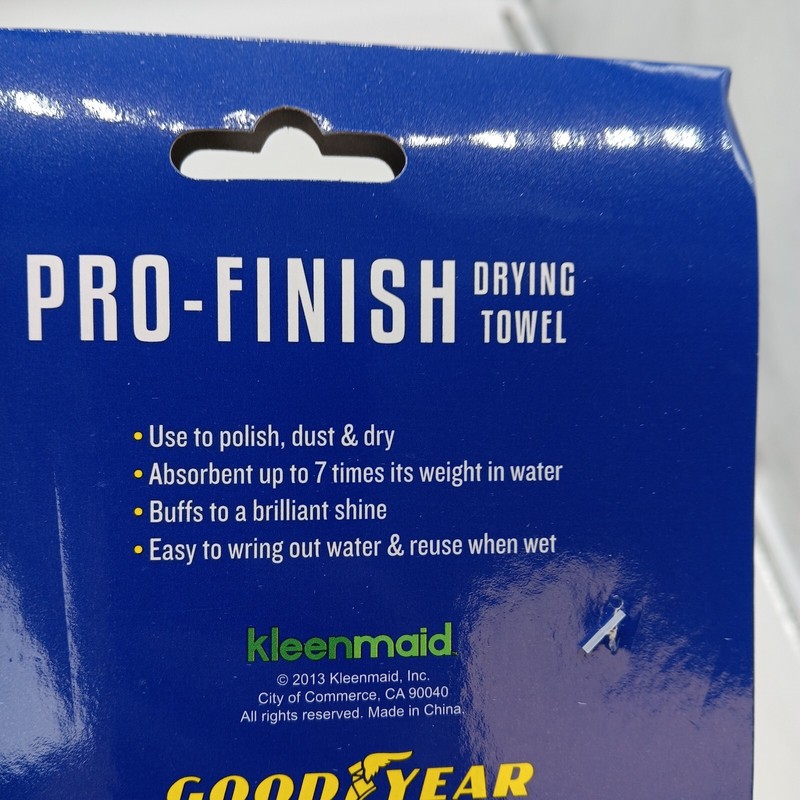 PRO-FINISH DRYING TOWEL
• Use to polish, dust & dry
• Absorbent up to 7 times its weight in water
• Buffs to a brilliant shine
• Easy to wring out water & reuse when wet
kleenmaid
© 2013 Kleenmaid, Inc.
City of Commerce, CA 90040
All rights reserved. Made in China.
GOODYEAR